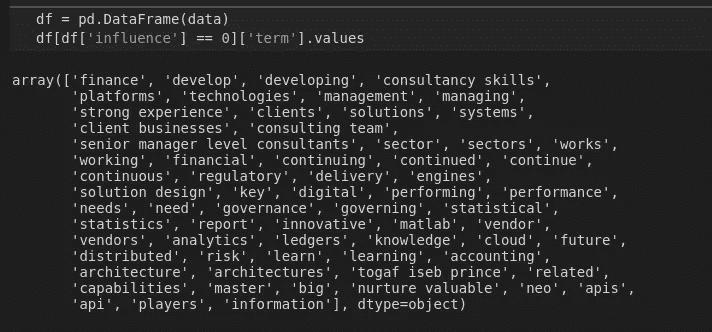 df = pd.DataFrame(data)
df[df['influence'] == 0]['term'].values
array(['finance', 'develop', 'developing', 'consultancy skills',
'platforms', 'technologies', 'management', 'managing',
'strong experience', 'clients', 'solutions', 'systems',
'client businesses', 'consulting team',
'senior manager level consultants', 'sector', 'sectors', 'works',
'working', 'financial', 'continuing', 'continued', 'continue',
'continuous', 'regulatory', 'delivery', 'engines',
'solution design', 'key', 'digital', 'performing', 'performance',
'needs', 'need', 'governance', 'governing', 'statistical',
'statistics', 'report', 'innovative', 'matlab', 'vendor',
'vendors', 'analytics', 'ledgers', 'knowledge', 'cloud', 'future',
'distributed', 'risk', 'learn', 'learning', 'accounting',
'architecture', 'architectures', 'togaf iseb prince', 'related',
'capabilities', 'master', 'big', 'nurture valuable', 'neo', 'apis',
'api', 'players', 'information'], dtype=object)